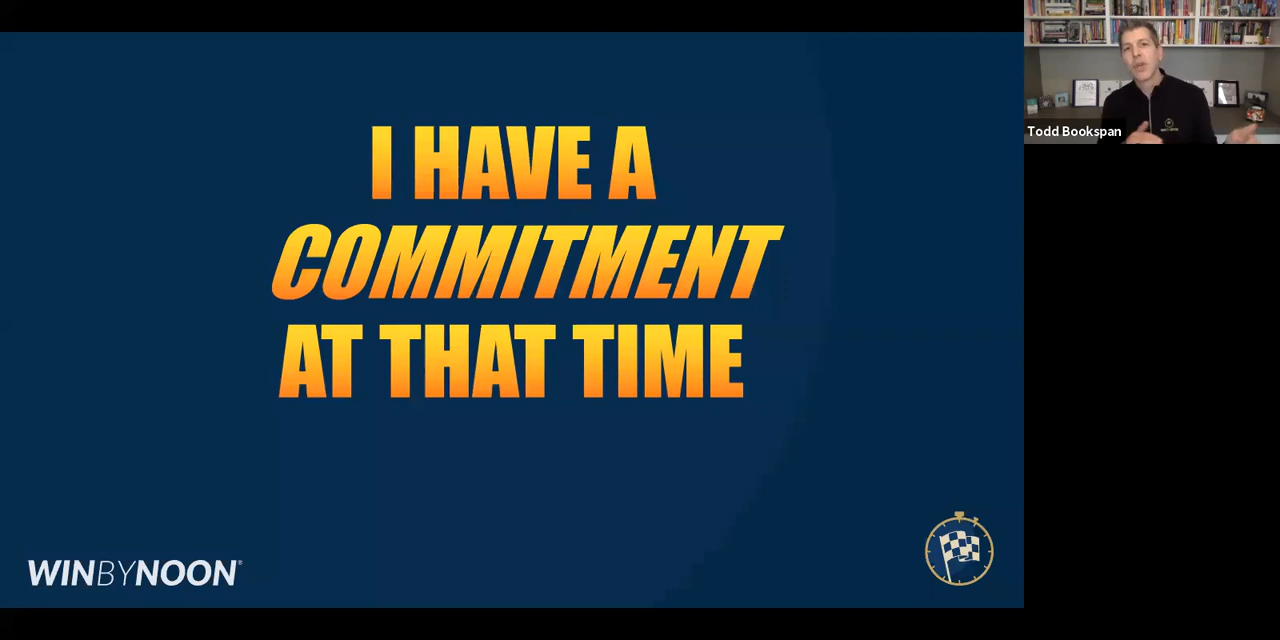 I HAVE A
COMMITMENT
AT THAT TIME
WINBYNOON®
Todd Bookspan